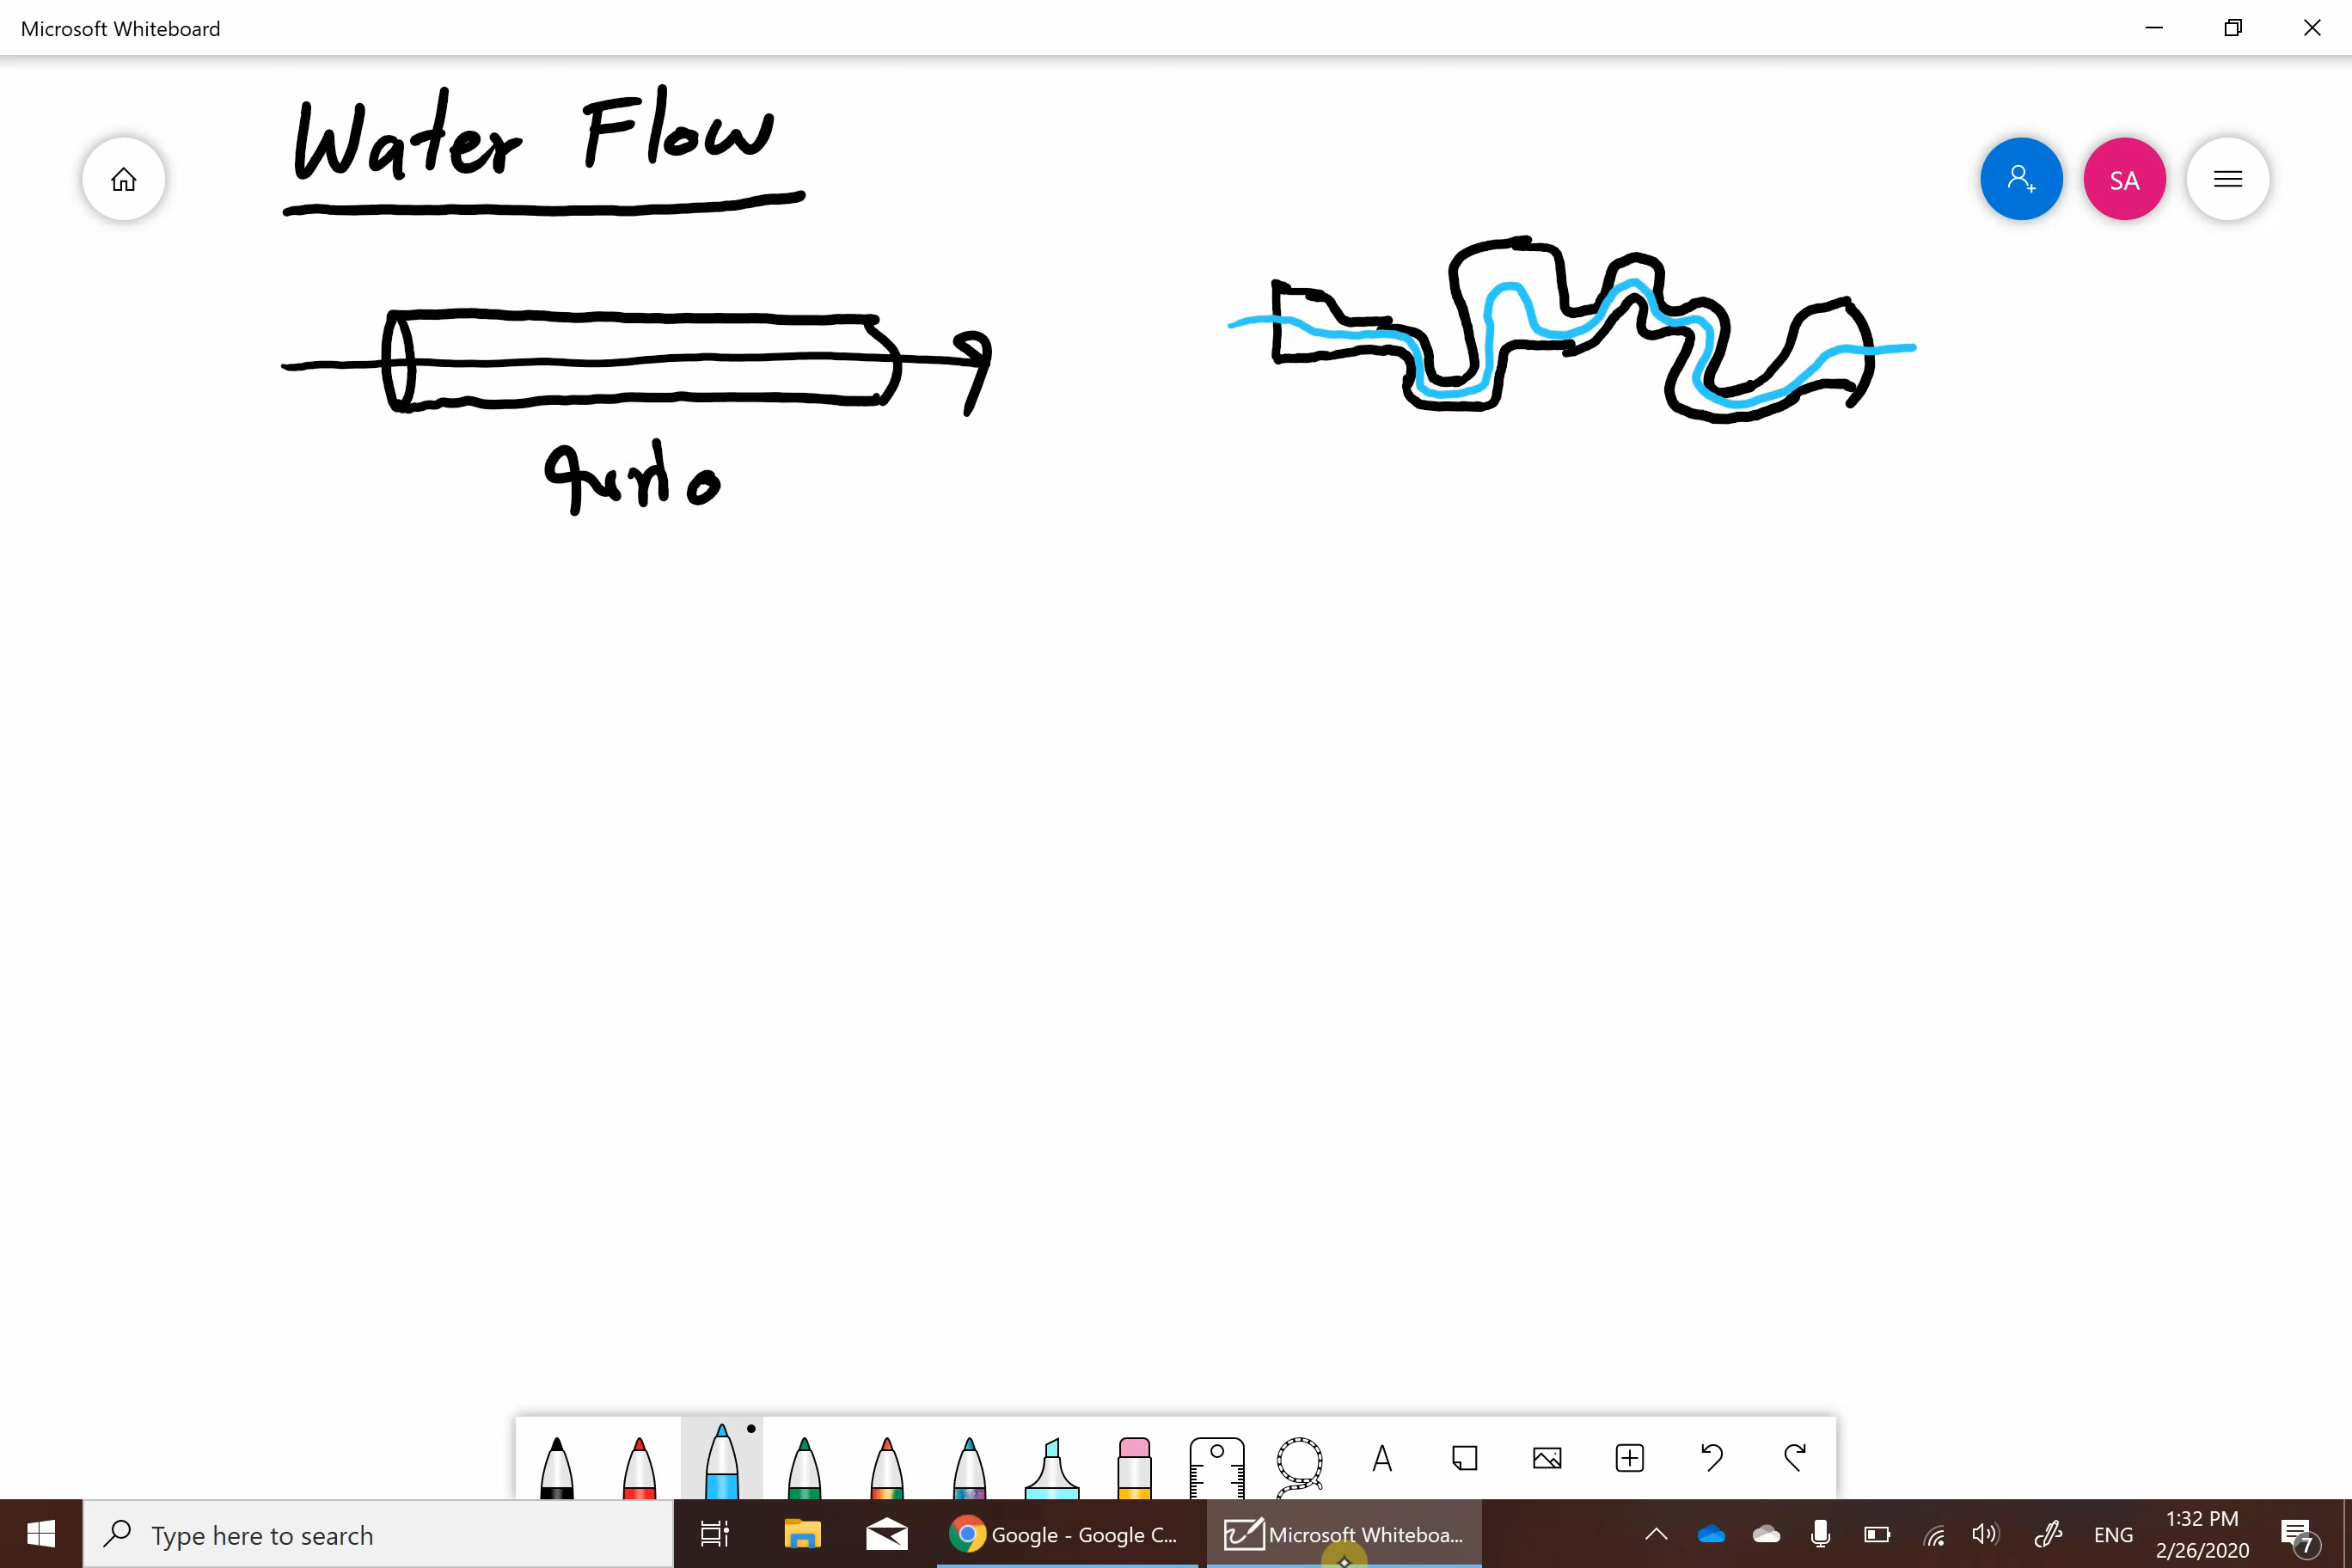 Microsoft Whiteboard
Water Flow
SA
Type here to search
Google - Google C...
Microsoft Whiteboa...
ENG
1:32 PM
2/26/2020
7